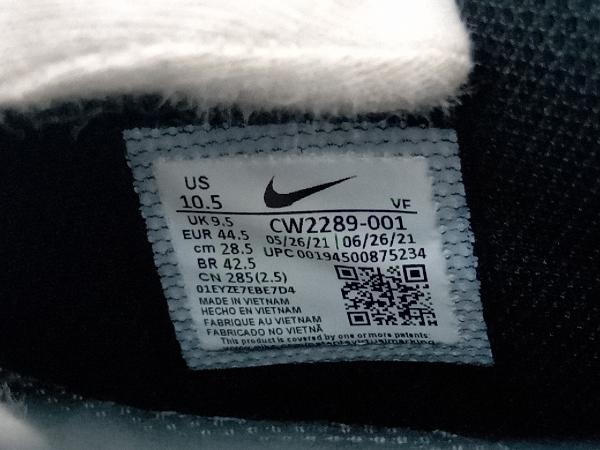 US
10.5
VF
UK 9.5
CW2289-001
EUR 44.5
05/26/21 | 06/26/21
cm 28.5
UPC 00194500875234
BR 42.5
CN 285(2.5)
01EYZE7EBE7D4
MADE IN VIETNAM
HECHO EN VIETNAM
FABRIQUE AU VIETNAM
FABRICADO NO VIETNÃ
This product is covered by one or more patents: